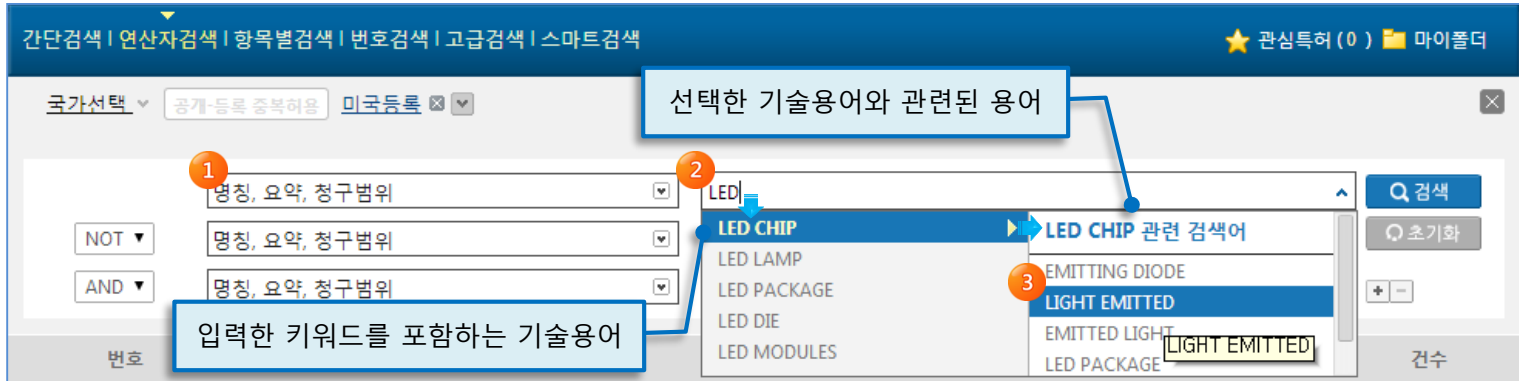 간단검색 | 연산자검색 | 항목별검색 | 번호검색 | 고급검색 | 스마트검색
관심특허 (0 ) 마이폴더
국가선택 공개-등록 중복허용 미국등록
선택한 기술용어와 관련된 용어
1
명칭, 요약, 청구범위
2
LED
검색
NOT ▼
명칭, 요약, 청구범위
LED CHIP
LED CHIP 관련 검색어
초기화
LED LAMP
EMITTING DIODE
AND ▼
명칭, 요약, 청구범위
LED PACKAGE
3
LIGHT EMITTED
+ -
입력한 키워드를 포함하는 기술용어
LED DIE
EMITTED LIGHT
LIGHT EMITTED
번호
LED MODULES
LED PACKAGE
건수